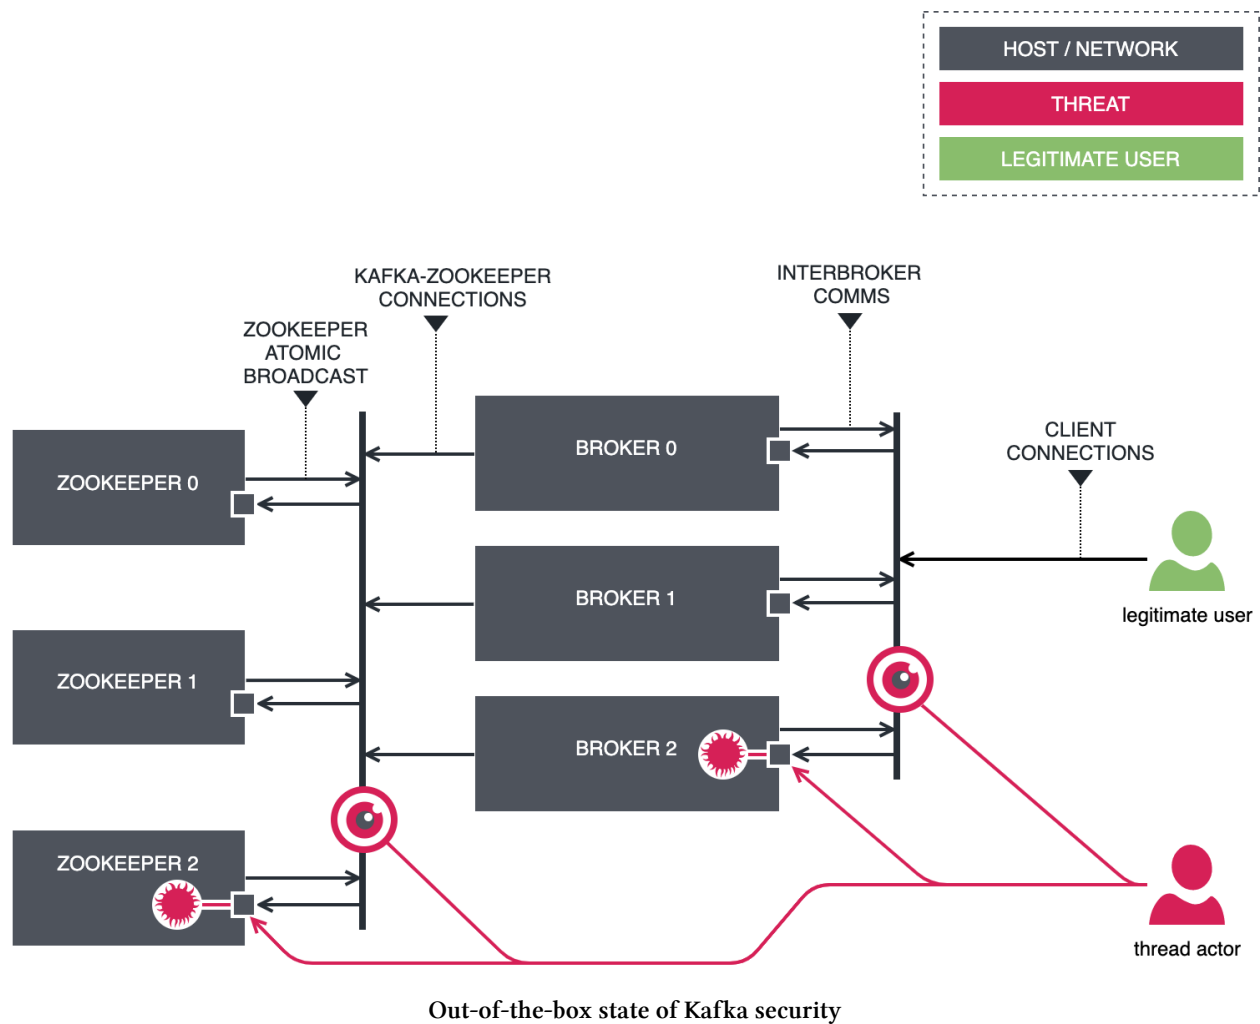 HOST / NETWORK
THREAT
LEGITIMATE USER
KAFKA-ZOOKEEPER
CONNECTIONS
INTERBROKER
COMMS
ZOOKEEPER
ATOMIC
BROADCAST
CLIENT
CONNECTIONS
ZOOKEEPER 0
BROKER 0
BROKER 1
legitimate user
ZOOKEEPER 1
BROKER 2
ZOOKEEPER 2
thread actor
Out-of-the-box state of Kafka security